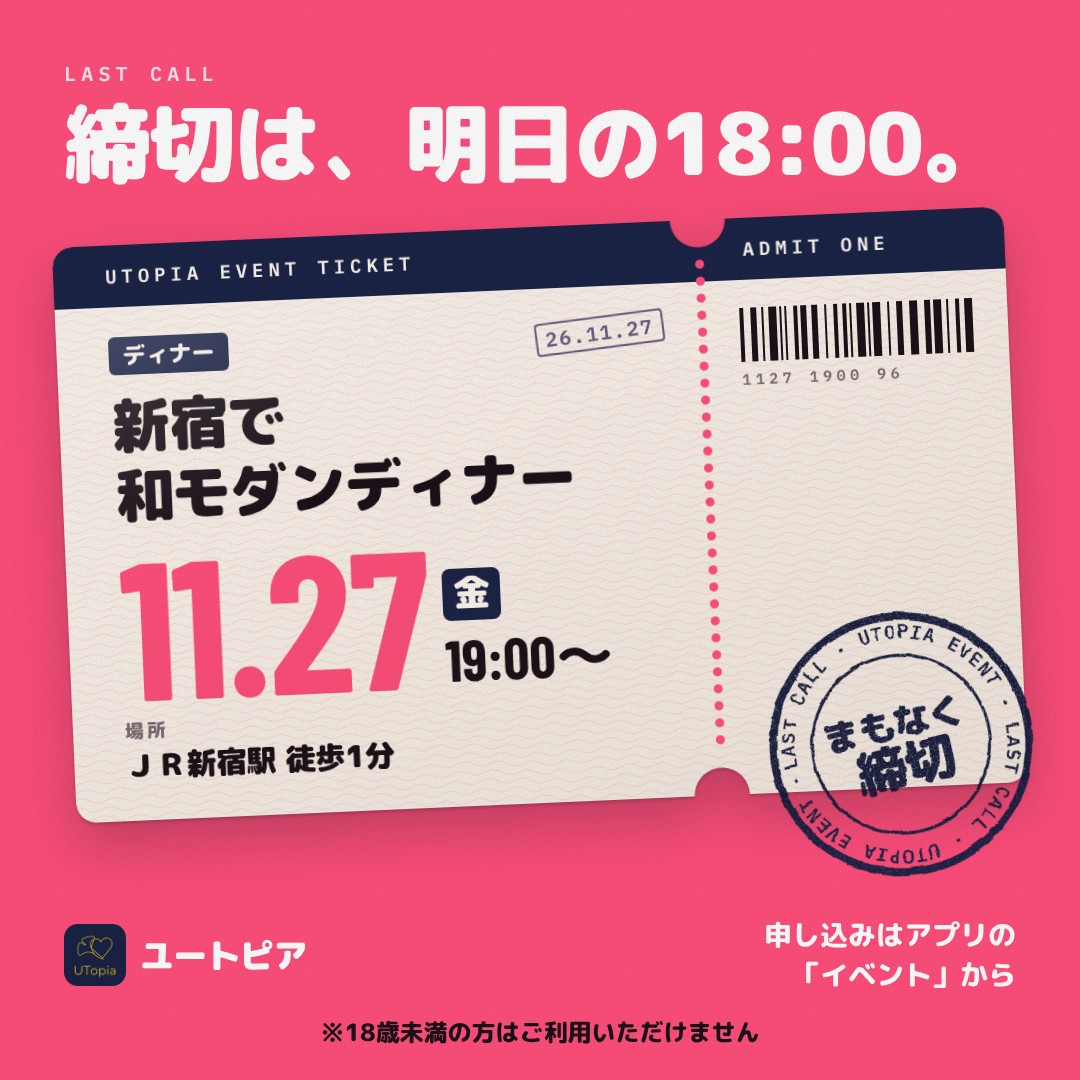 LAST CALL
締切は、明日の18:00。
UTOPIA EVENT TICKET
ADMIT ONE
ディナー
26.11.27
1127 1900 96
新宿で
和モダンディナー
11.27
金
19:00〜
場所
ＪＲ新宿駅 徒歩1分
UTOPIA EVENT · LAST CALL · UTOPIA EVENT · LAST CALL ·
まもなく
締切
UTopia
ユートピア
申し込みはアプリの
「イベント」から
※18歳未満の方はご利用いただけません